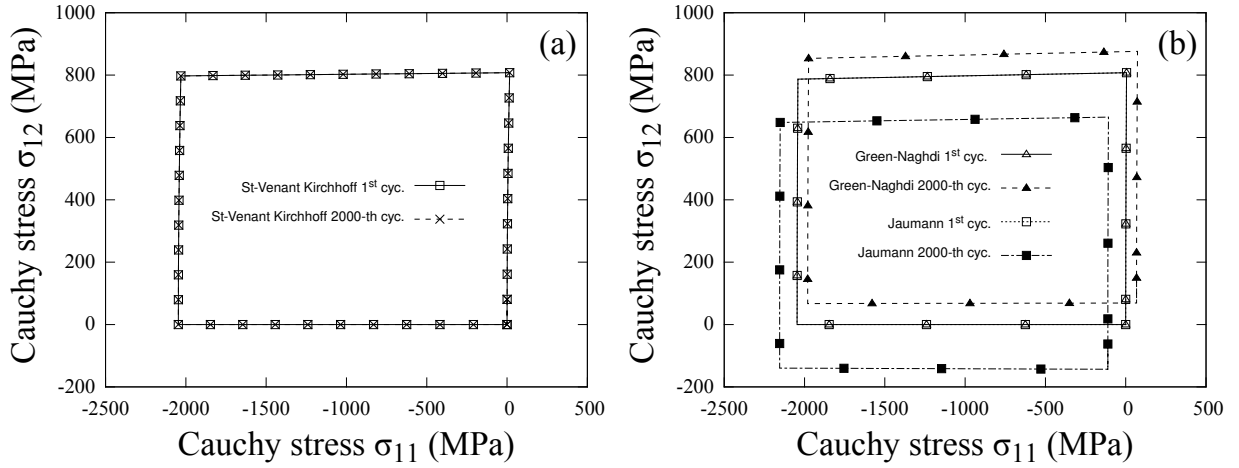 1000
800
600
400
200
0
-200
-2500 -2000 -1500 -1000 -500 0 500
Cauchy stress σ12 (MPa)
Cauchy stress σ11 (MPa)
(a)
St-Venant Kirchhoff 1st cyc.
St-Venant Kirchhoff 2000-th cyc.
1000
800
600
400
200
0
-200
-2500 -2000 -1500 -1000 -500 0 500
Cauchy stress σ12 (MPa)
Cauchy stress σ11 (MPa)
(b)
Green-Naghdi 1st cyc.
Green-Naghdi 2000-th cyc.
Jaumann 1st cyc.
Jaumann 2000-th cyc.